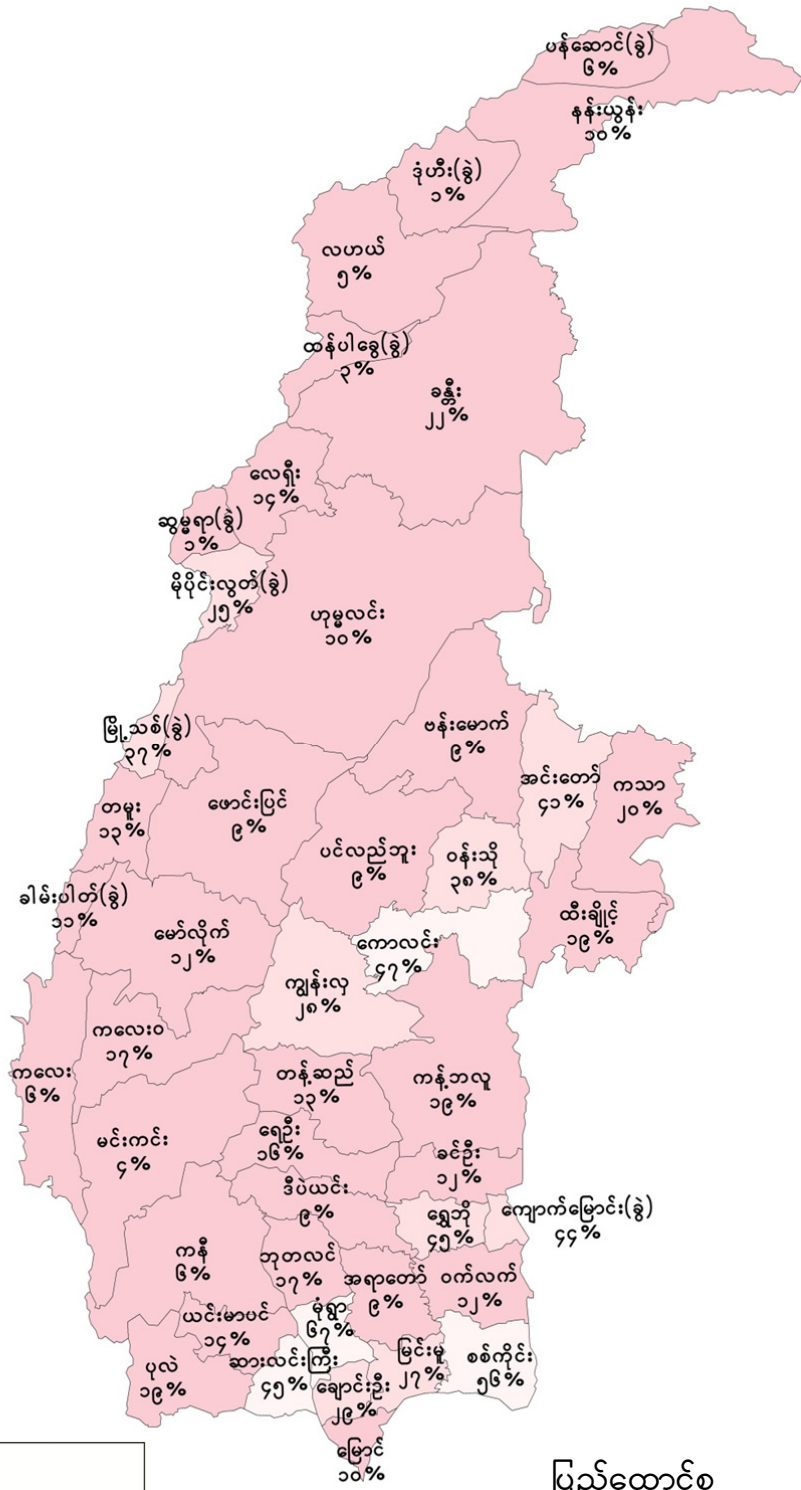 ပန်ဆောင်(ခွဲ)
၆%
နန်းယွန်း
၁၀%
ဒုံဟီး(ခွဲ)
၁%
လဟယ်
၅%
ထန်ပါခွေ(ခွဲ)
၃%
ခန္တီး
၂၂%
လေရှီး
၁၄%
ဆွမ္မရာ(ခွဲ)
၁%
မိုပိုင်းလွတ်(ခွဲ)
၂၅%
ဟုမ္မလင်း
၁၀%
မြို့သစ်(ခွဲ)
၃၇%
ဗန်းမောက်
၉%
အင်းတော်
၄၁%
ကသာ
၂၀%
တမူး
၁၃%
ဖောင်းပြင်
၉%
ပင်လည်ဘူး
၉%
ဝန်းသို
၃၈%
ခါမ်းပါတ်(ခွဲ)
၁၁%
မော်လိုက်
၁၂%
ကောလင်း
၄၇%
ထီးချိုင့်
၁၉%
ကျွန်းလှ
၂၈%
ကလေးဝ
၁၇%
ကလေး
၆%
တန့်ဆည်
၁၃%
ကန့်ဘလူ
၁၉%
မင်းကင်း
၄%
ရေဦး
၁၆%
ခင်ဦး
၁၂%
ဒီပဲယင်း
၉%
ရွှေဘို
၄၅%
ကျောက်မြောင်း(ခွဲ)
၄၄%
ကနီ
၆%
ဘုတလင်
၁၇%
အရာတော်
၉%
ဝက်လက်
၁၂%
ယင်းမာပင်
၁၄%
မုံရွာ
၆၇%
ပုလဲ
၁၉%
ဆားလင်းကြီး
၄၅%
ချောင်းဦး
၂၉%
မြင်းမူ
၂၇%
စစ်ကိုင်း
၅၆%
မြောင်
၁၀%
ပြည်ထောင်စု